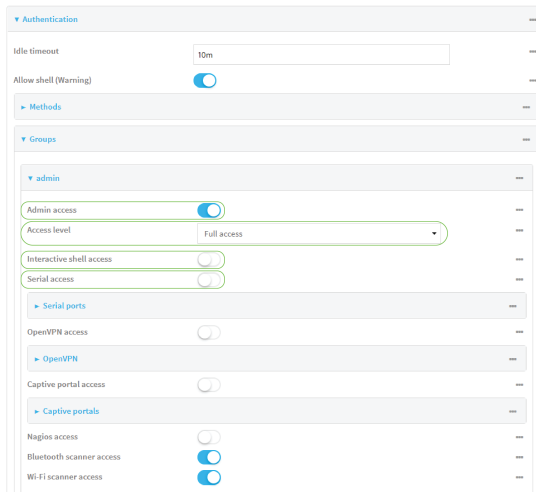 Authentication
Idle timeout 10m
Allow shell (Warning)
Methods
Groups
admin
Admin access
Access level Full access
Interactive shell access
Serial access
Serial ports
OpenVPN access
OpenVPN
Captive portal access
Captive portals
Nagios access
Bluetooth scanner access
Wi-Fi scanner access